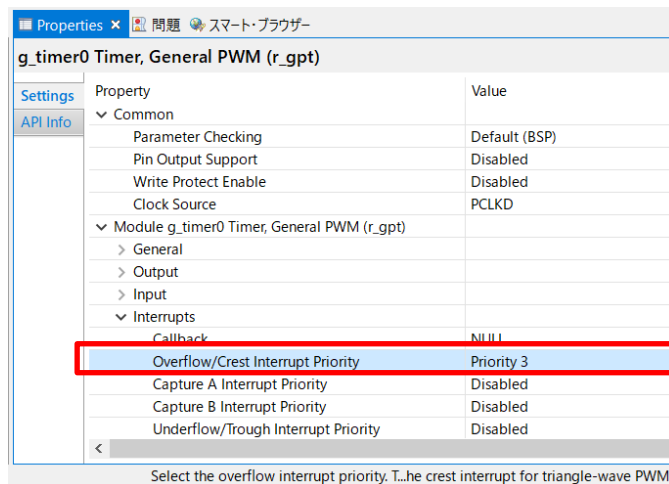 Properties × 問題 スマート・ブラウザー
g_timer0 Timer, General PWM (r_gpt)
Settings
API Info
Property Value
Common
Parameter Checking Default (BSP)
Pin Output Support Disabled
Write Protect Enable Disabled
Clock Source PCLKD
Module g_timer0 Timer, General PWM (r_gpt)
General
Output
Input
Interrupts
Callback NULL
Overflow/Crest Interrupt Priority Priority 3
Capture A Interrupt Priority Disabled
Capture B Interrupt Priority Disabled
Underflow/Trough Interrupt Priority Disabled
Select the overflow interrupt priority. T...he crest interrupt for triangle-wave PWM